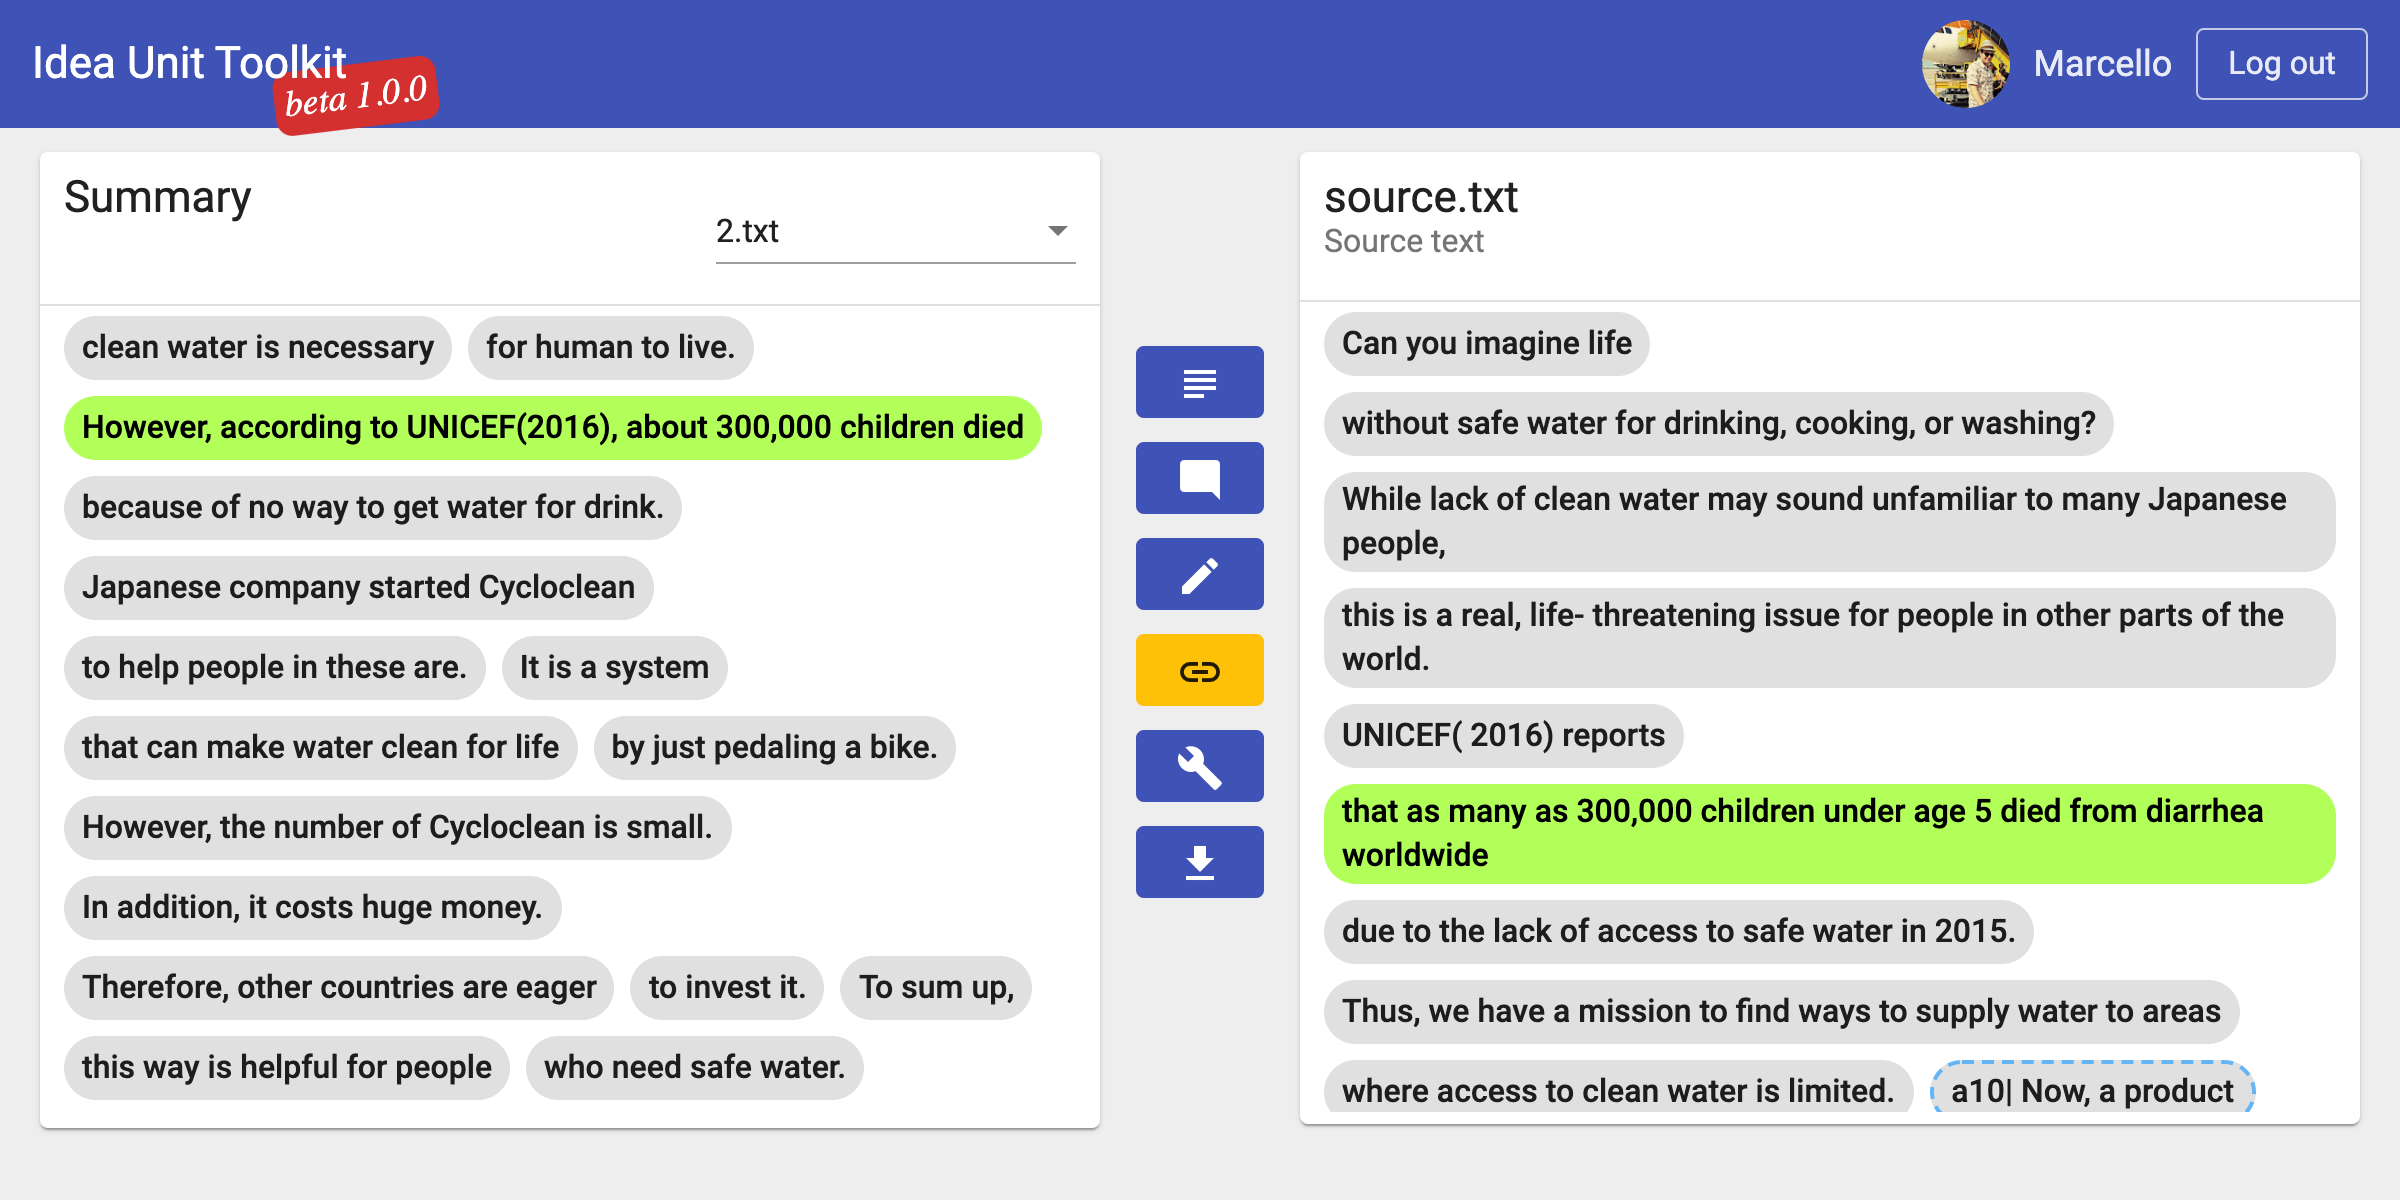 Idea Unit Toolkit
beta 1.0.0
Marcello
Log out
Summary
2.txt
clean water is necessary for human to live.
However, according to UNICEF(2016), about 300,000 children died
because of no way to get water for drink.
Japanese company started Cycloclean
to help people in these are. It is a system
that can make water clean for life by just pedaling a bike.
However, the number of Cycloclean is small.
In addition, it costs huge money.
Therefore, other countries are eager to invest it. To sum up,
this way is helpful for people who need safe water.
source.txt
Source text
Can you imagine life
without safe water for drinking, cooking, or washing?
While lack of clean water may sound unfamiliar to many Japanese
people,
this is a real, life- threatening issue for people in other parts of the
world.
UNICEF( 2016) reports
that as many as 300,000 children under age 5 died from diarrhea
worldwide
due to the lack of access to safe water in 2015.
Thus, we have a mission to find ways to supply water to areas
where access to clean water is limited. a10| Now, a product